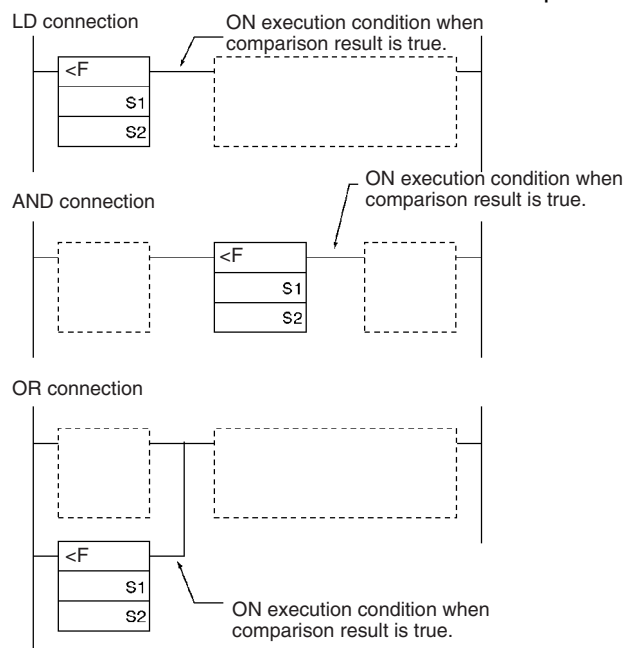 LD connection
ON execution condition when
comparison result is true.
<F
S1
S2
AND connection
ON execution condition when
comparison result is true.
<F
S1
S2
OR connection
<F
S1
S2
ON execution condition when
comparison result is true.